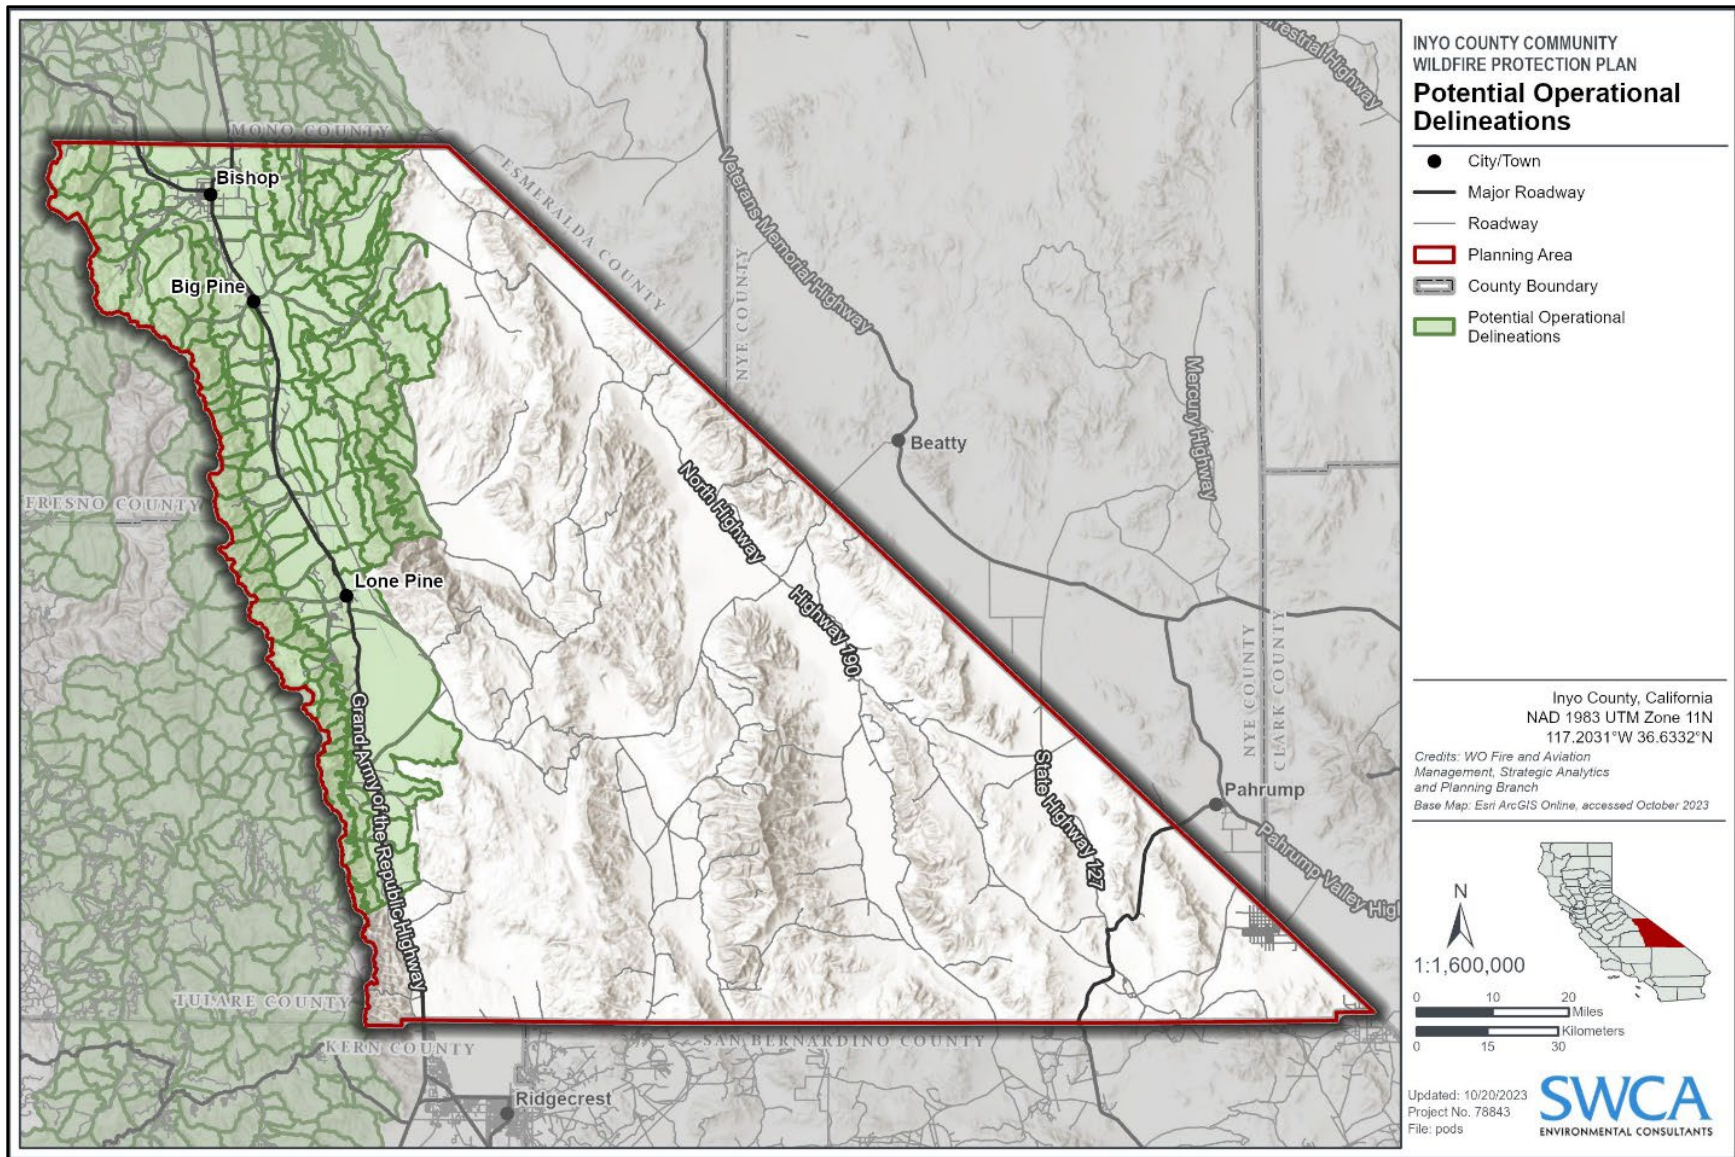 INYO COUNTY COMMUNITY
WILDFIRE PROTECTION PLAN
Potential Operational
Delineations
City/Town
Major Roadway
Roadway
Planning Area
County Boundary
Potential Operational
Delineations
Inyo County, California
NAD 1983 UTM Zone 11N
117.2031°W 36.6332°N
Credits: WO Fire and Aviation
Management, Strategic Analytics
and Planning Branch
Base Map: Esri ArcGIS Online, accessed October 2023
N
1:1,600,000
0 10 20
Miles
Kilometers
0 15 30
Updated: 10/20/2023
Project No. 78843
File: pods
SWCA
ENVIRONMENTAL CONSULTANTS
MONO COUNTY
Bishop
ESMERALDA COUNTY
Veterans Memorial Highway
Big Pine
NYE COUNTY
Mercury Highway
Beatty
FRESNO COUNTY
North Highway
Highway 190
Lone Pine
NYE COUNTY
CLARK COUNTY
Grand Army of the Republic Highway
State Highway 127
Pahrump
Pahrump Valley High
TULARE COUNTY
KERN COUNTY
SAN BERNARDINO COUNTY
Ridgecrest